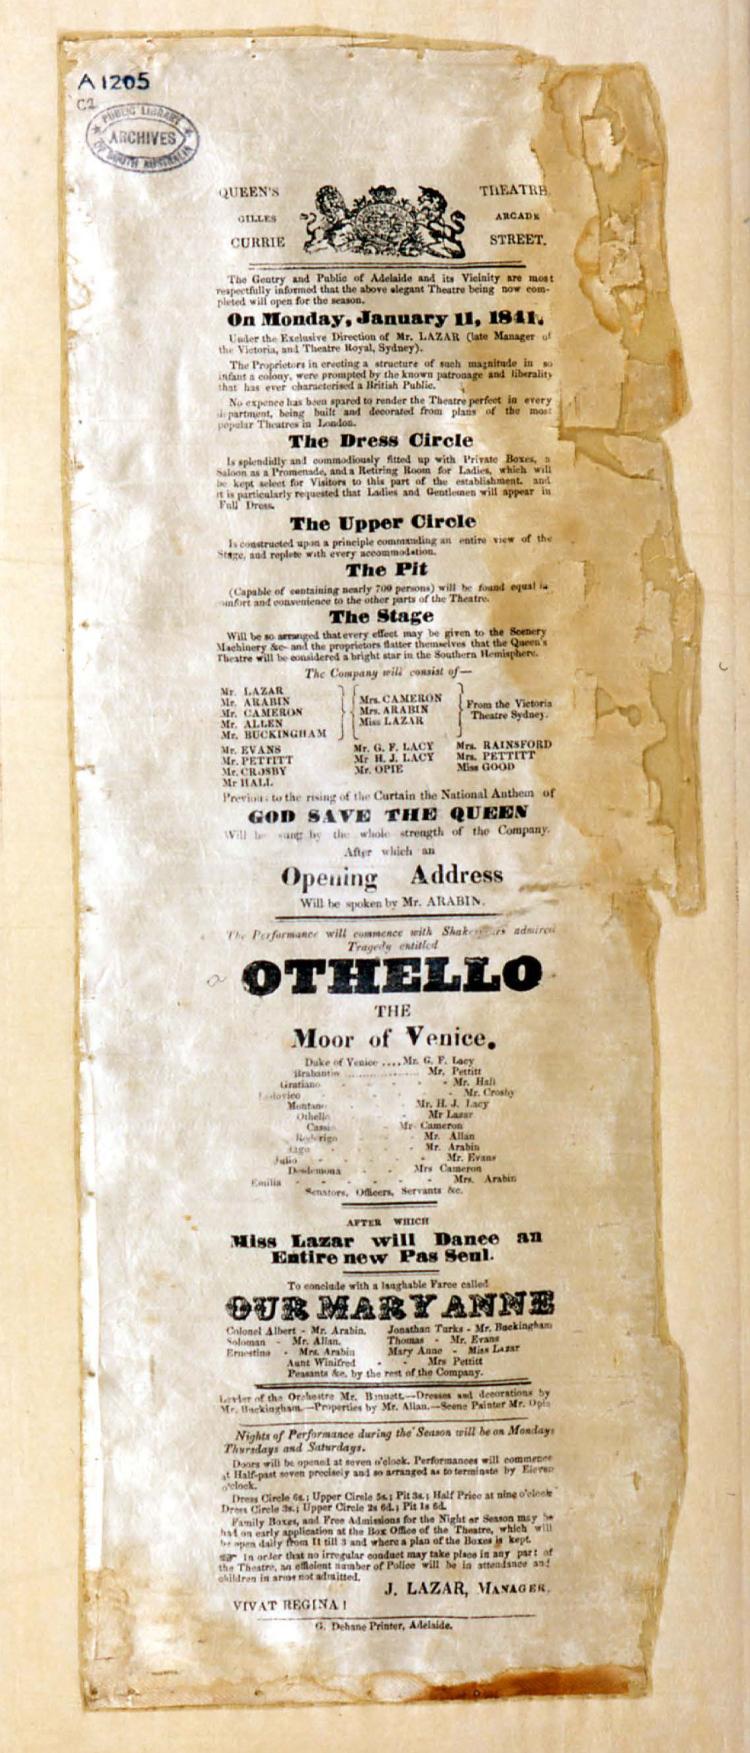 A 1205
C2
PUBLIC LIBRARY
ARCHIVES
OF SOUTH AUSTRALIA
QUEEN'S THEATRE
GILLES ARCADE
CURRIE STREET.
The Gentry and Public of Adelaide and its Vicinity are most
respectfully informed that the above elegant Theatre being now com-
pleted will open for the season.
On Monday, January 11, 1841.
Under the Exclusive Direction of Mr. LAZAR (late Manager of
the Victoria, and Theatre Royal, Sydney).
The Proprietors in erecting a structure of such magnitude in so
infant a colony, were prompted by the known patronage and liberality
that has ever characterised a British Public.
No expence has been spared to render the Theatre perfect in every
department, being built and decorated from plans of the most
popular Theatres in London.
The Dress Circle
Is splendidly and commodiously fitted up with Private Boxes, a
Saloon as a Promenade, and a Retiring Room for Ladies, which will
be kept select for Visitors to this part of the establishment. and
it is particularly requested that Ladies and Gentlemen will appear in
Full Dress.
The Upper Circle
Is constructed upon a principle commanding an entire view of the
Stage, and replete with every accommodation.
The Pit
(Capable of containing nearly 700 persons) will be found equal in
comfort and convenience to the other parts of the Theatre.
The Stage
Will be so arranged that every effect may be given to the Scenery
Machinery &c- and the proprietors flatter themselves that the Queen's
Theatre will be considered a bright star in the Southern Hemisphere.
The Company will consist of—
Mr. LAZAR
Mr. ARABIN Mrs. CAMERON
Mr. CAMERON Mrs. ARABIN From the Victoria
Mr. ALLEN Miss LAZAR Theatre Sydney.
Mr. BUCKINGHAM
Mr. EVANS Mr. G. F. LACY Mrs. RAINSFORD
Mr. PETTITT Mr H. J. LACY Mrs. PETTITT
Mr. CROSBY Mr. OPIE Miss GOOD
Mr HALL
Previous to the rising of the Curtain the National Anthem of
GOD SAVE THE QUEEN
Will be sung by the whole strength of the Company.
After which an
Opening Address
Will be spoken by Mr. ARABIN.
The Performance will commence with Shakespears admired
Tragedy entitled
OTHELLO
THE
Moor of Venice.
Duke of Venice .... Mr. G. F. Lacy
Brabantio .................. Mr. Pettitt
Gratiano - - - - - Mr. Hall
Lodovico - - - - - Mr. Crosby
Montano - - Mr. H. J. Lacy
Othello - - Mr Lazar
Cassio - Mr Cameron
Roderigo - - - Mr. Allan
Iago - - - - Mr. Arabin
Julio - - - - - Mr. Evans
Desdemona - - Mrs Cameron
Emilia - - - - - - Mrs. Arabin
Senators, Officers, Servants &c.
AFTER WHICH
Miss Lazar will Dance an
Entire new Pas Seul.
To conclude with a laughable Farce called
OUR MARY ANNE
Colonel Albert - Mr. Arabin. Jonathan Turks - Mr. Buckingham
Soloman - Mr. Allan. Thomas - Mr. Evans
Ernestine - Mrs. Arabin Mary Anne - Miss Lazar
Aunt Winifred - - Mrs Pettitt
Peasants &c. by the rest of the Company.
Leader of the Orchestre Mr. —Dresses and decorations by
Mr. Buckingham.—Properties by Mr. Allan.—Scene Painter Mr. Opie
Nights of Performance during the Season will be on Mondays
Thursdays and Saturdays.
Doors will be opened at seven o'clock. Performances will commence
at Half-past seven precisely and so arranged as to terminate by Eleven
o'clock.
Dress Circle 6s.; Upper Circle 5s.; Pit 3s.; Half Price at nine o'clock
Dress Circle 3s.; Upper Circle 2s 6d.; Pit 1s 6d.
Family Boxes, and Free Admissions for the Night or Season may be
had on early application at the Box Office of the Theatre, which will
be open daily from 11 till 3 and where a plan of the Boxes is kept.
☞ In order that no irregular conduct may take place in any part of
the Theatre, an efficient number of Police will be in attendance and
children in arms not admitted.
J. LAZAR, MANAGER.
VIVAT REGINA!
G. Dehane Printer, Adelaide.